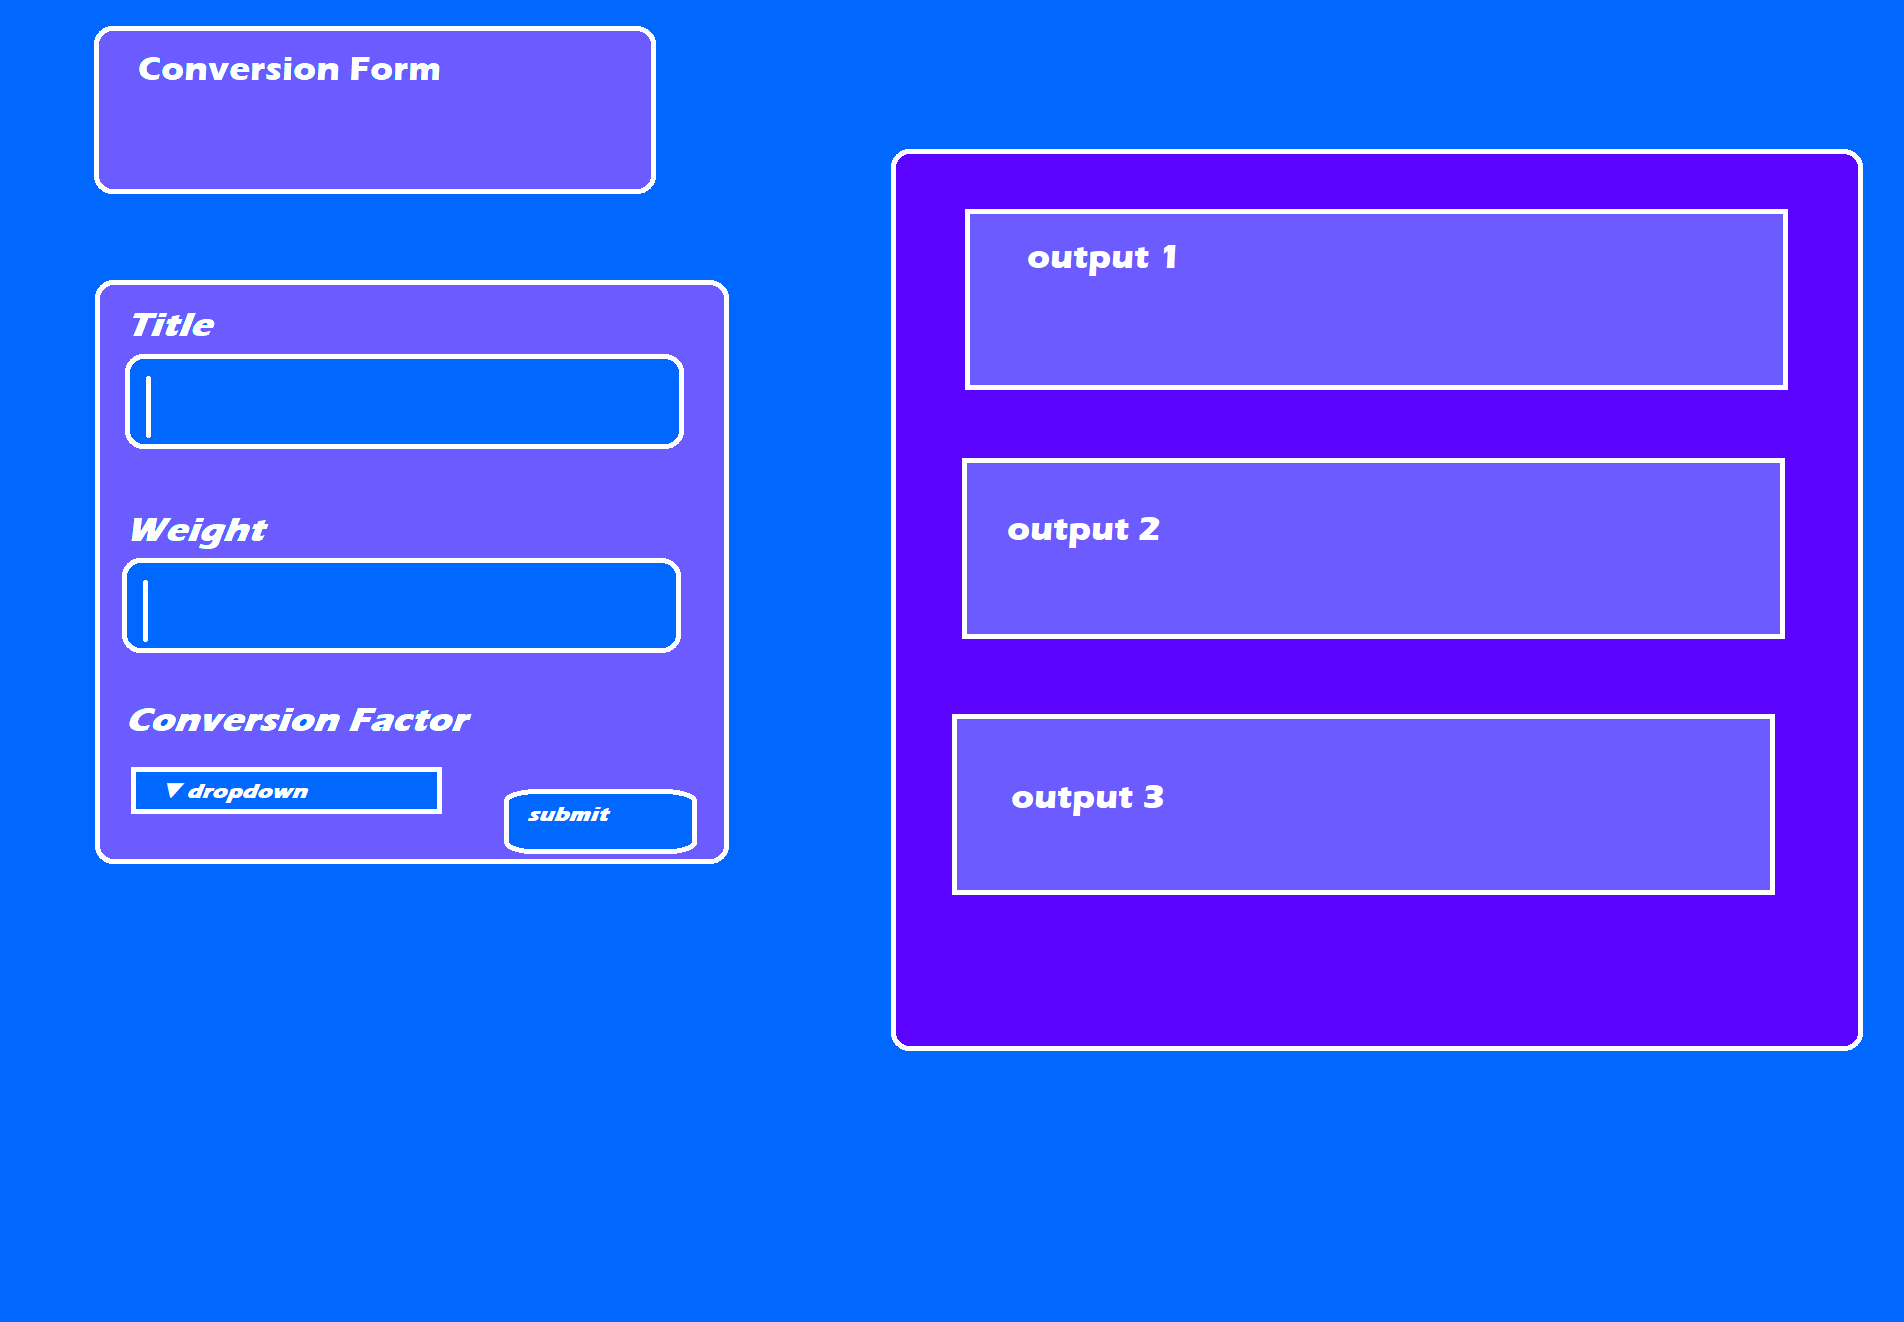 Conversion Form
Title
Weight
Conversion Factor
▼ dropdown
submit
output 1
output 2
output 3